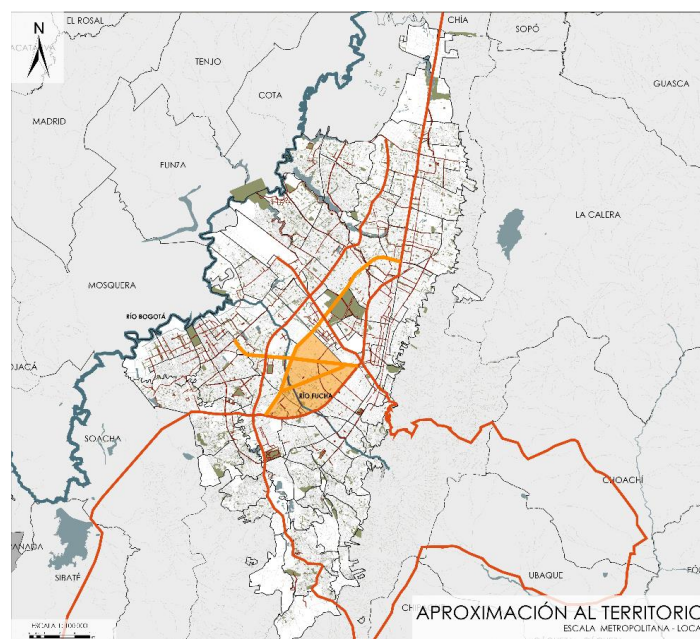 EL ROSAL
CHÍA
SOPÓ
N
TENJO
GUASCA
COTA
MADRID
FUNZA
LA CALERA
MOSQUERA
RÍO BOGOTÁ
RÍO FUCHA
SOACHA
CHOACHÍ
SIBATÉ
UBAQUE
APROXIMACIÓN AL TERRITORIO
ESCALA METROPOLITANA - LOCA